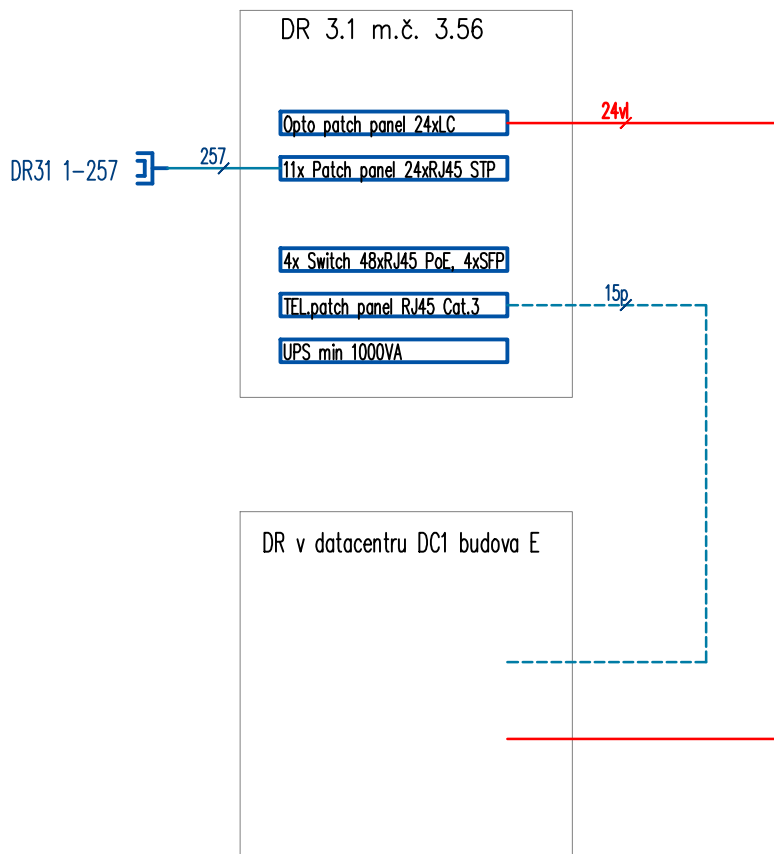 DR 3.1 m.č. 3.56
Opto patch panel 24xLC
24vl
DR31 1-257
257
11x Patch panel 24xRJ45 STP
4x Switch 48xRJ45 PoE, 4xSFP
TEL.patch panel RJ45 Cat.3
15p
UPS min 1000VA
DR v datacentru DC1 budova E